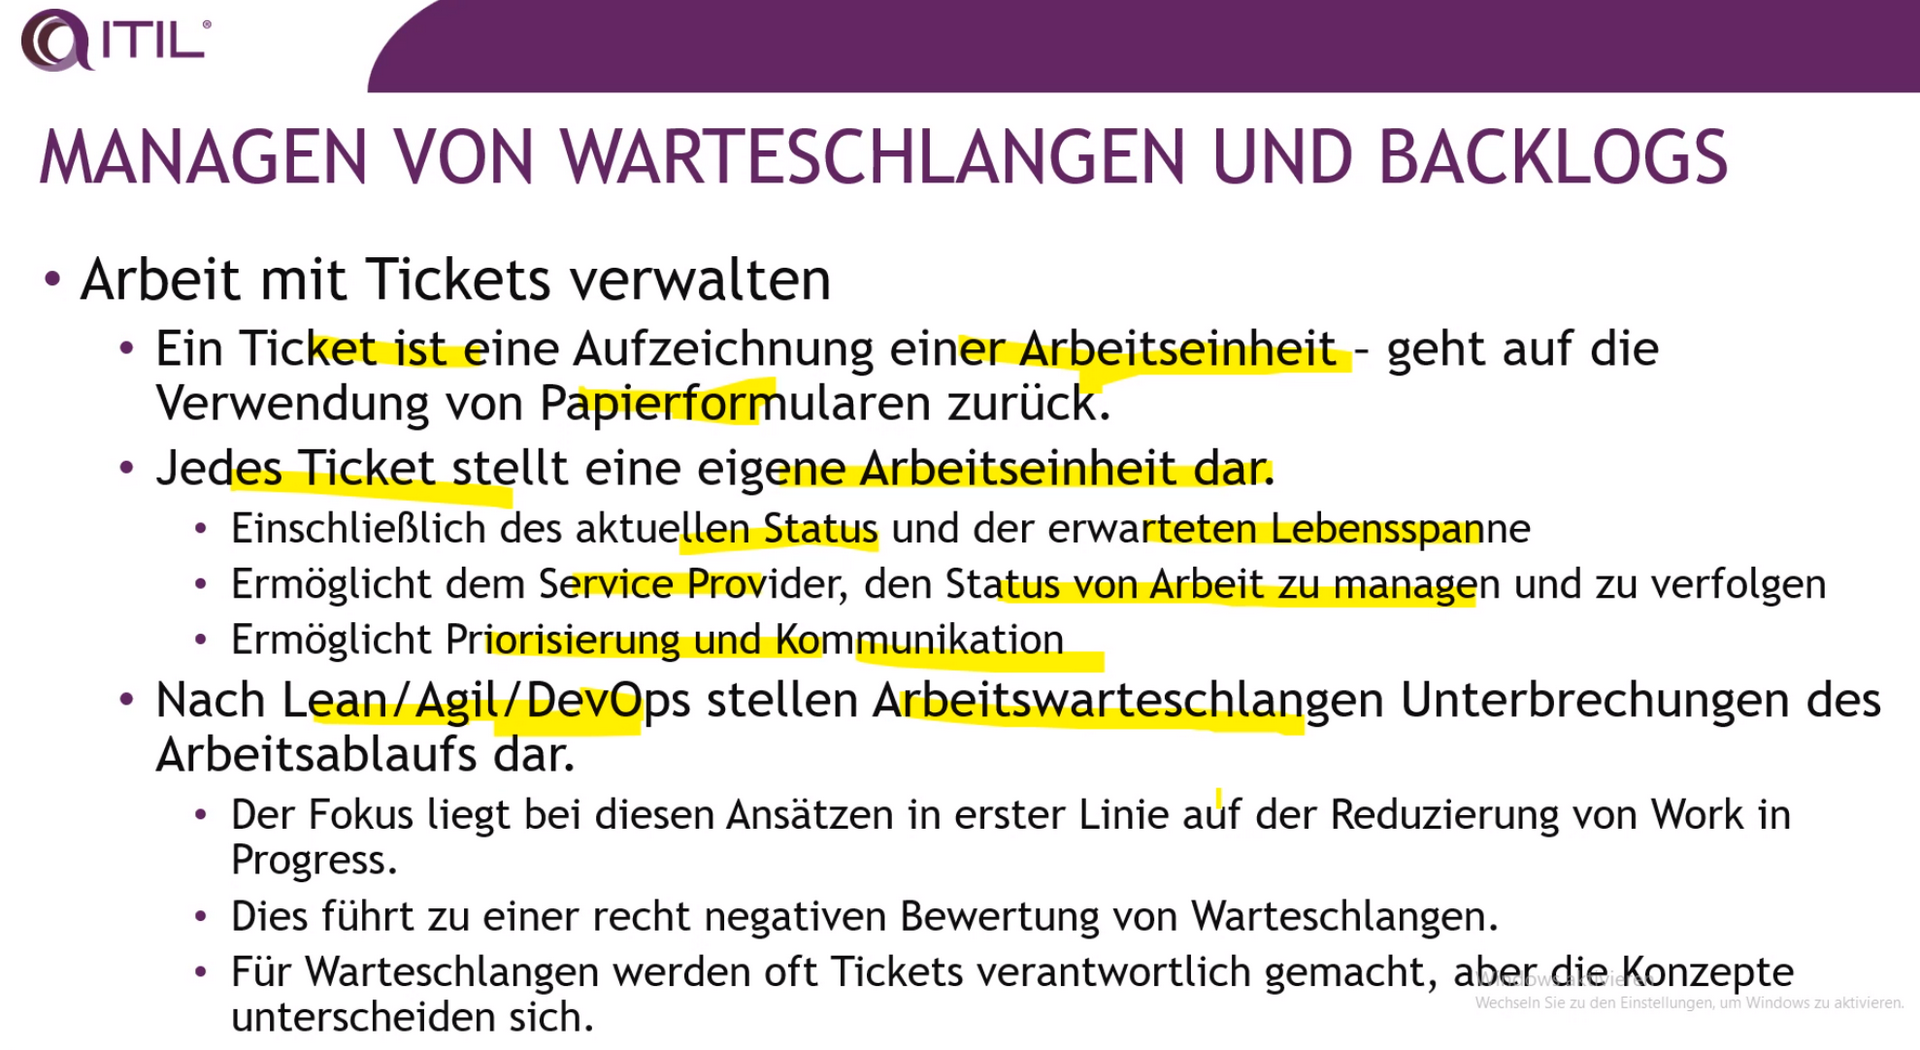 ITIL®
MANAGEN VON WARTESCHLANGEN UND BACKLOGS
• Arbeit mit Tickets verwalten
• Ein Ticket ist eine Aufzeichnung einer Arbeitseinheit – geht auf die
Verwendung von Papierformularen zurück.
• Jedes Ticket stellt eine eigene Arbeitseinheit dar.
• Einschließlich des aktuellen Status und der erwarteten Lebensspanne
• Ermöglicht dem Service Provider, den Status von Arbeit zu managen und zu verfolgen
• Ermöglicht Priorisierung und Kommunikation
• Nach Lean/Agil/DevOps stellen Arbeitswarteschlangen Unterbrechungen des
Arbeitsablaufs dar.
• Der Fokus liegt bei diesen Ansätzen in erster Linie auf der Reduzierung von Work in
Progress.
• Dies führt zu einer recht negativen Bewertung von Warteschlangen.
• Für Warteschlangen werden oft Tickets verantwortlich gemacht, aber die Konzepte
unterscheiden sich.
Windows aktivieren
Wechseln Sie zu den Einstellungen, um Windows zu aktivieren.